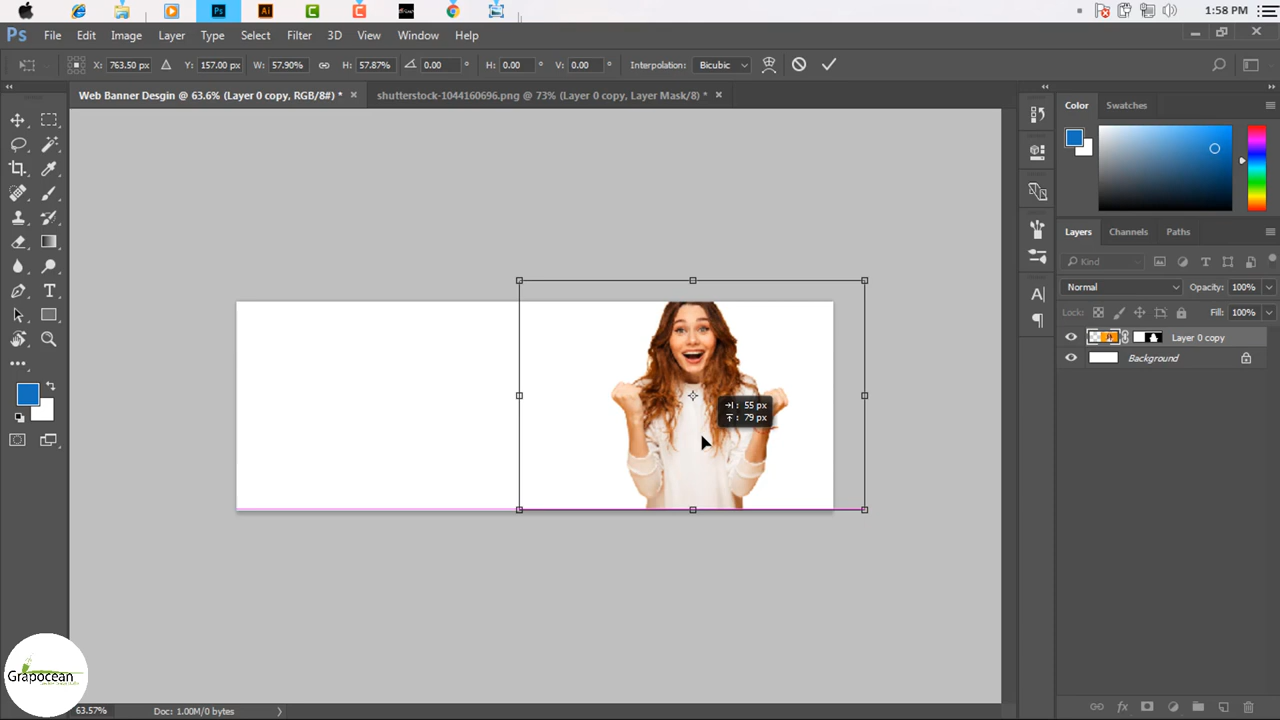 1:58 PM
Ps File Edit Image Layer Type Select Filter 3D View Window Help
X: 763.50 px Y: 157.00 px W: 57.90% H: 57.87% 0.00 ° H: 0.00 ° V: 0.00 ° Interpolation: Bicubic
Web Banner Desgin @ 63.6% (Layer 0 copy, RGB/8#) * × shutterstock-1044160696.png @ 73% (Layer 0 copy, Layer Mask/8) * ×
Color Swatches
Layers Channels Paths
Kind
Normal Opacity: 100%
Lock: Fill: 100%
Layer 0 copy
Background
55 px
79 px
Grapocean
63.57% Doc: 1.00M/0 bytes